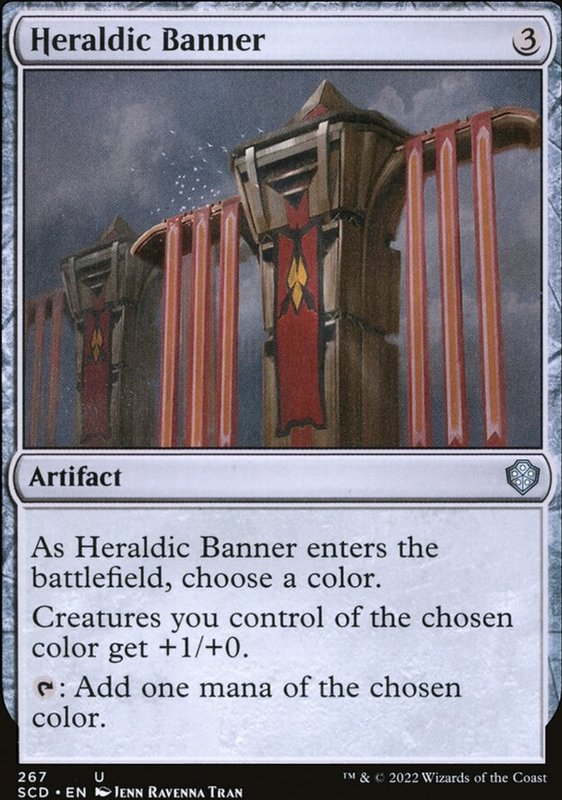 Heraldic Banner 3
Artifact
As Heraldic Banner enters the
battlefield, choose a color.
Creatures you control of the chosen
color get +1/+0.
: Add one mana of the chosen
color.
267 U
SCD • EN Jenn Ravenna Tran
™ & © 2022 Wizards of the Coast